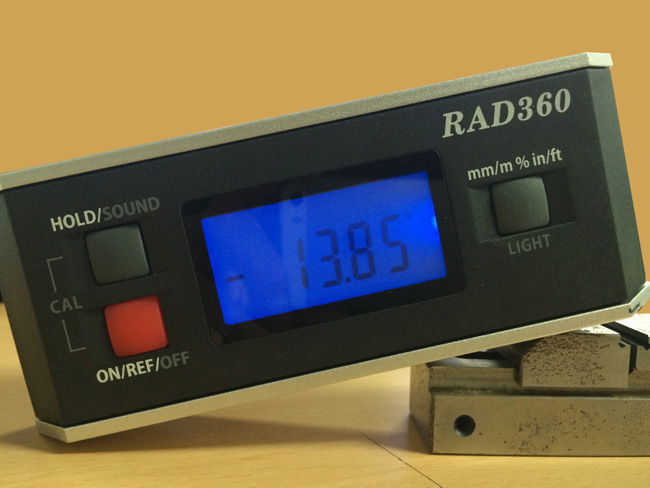 RAD360
HOLD/SOUND
mm/m % in/ft
- 13.85
LIGHT
CAL
ON/REF/OFF